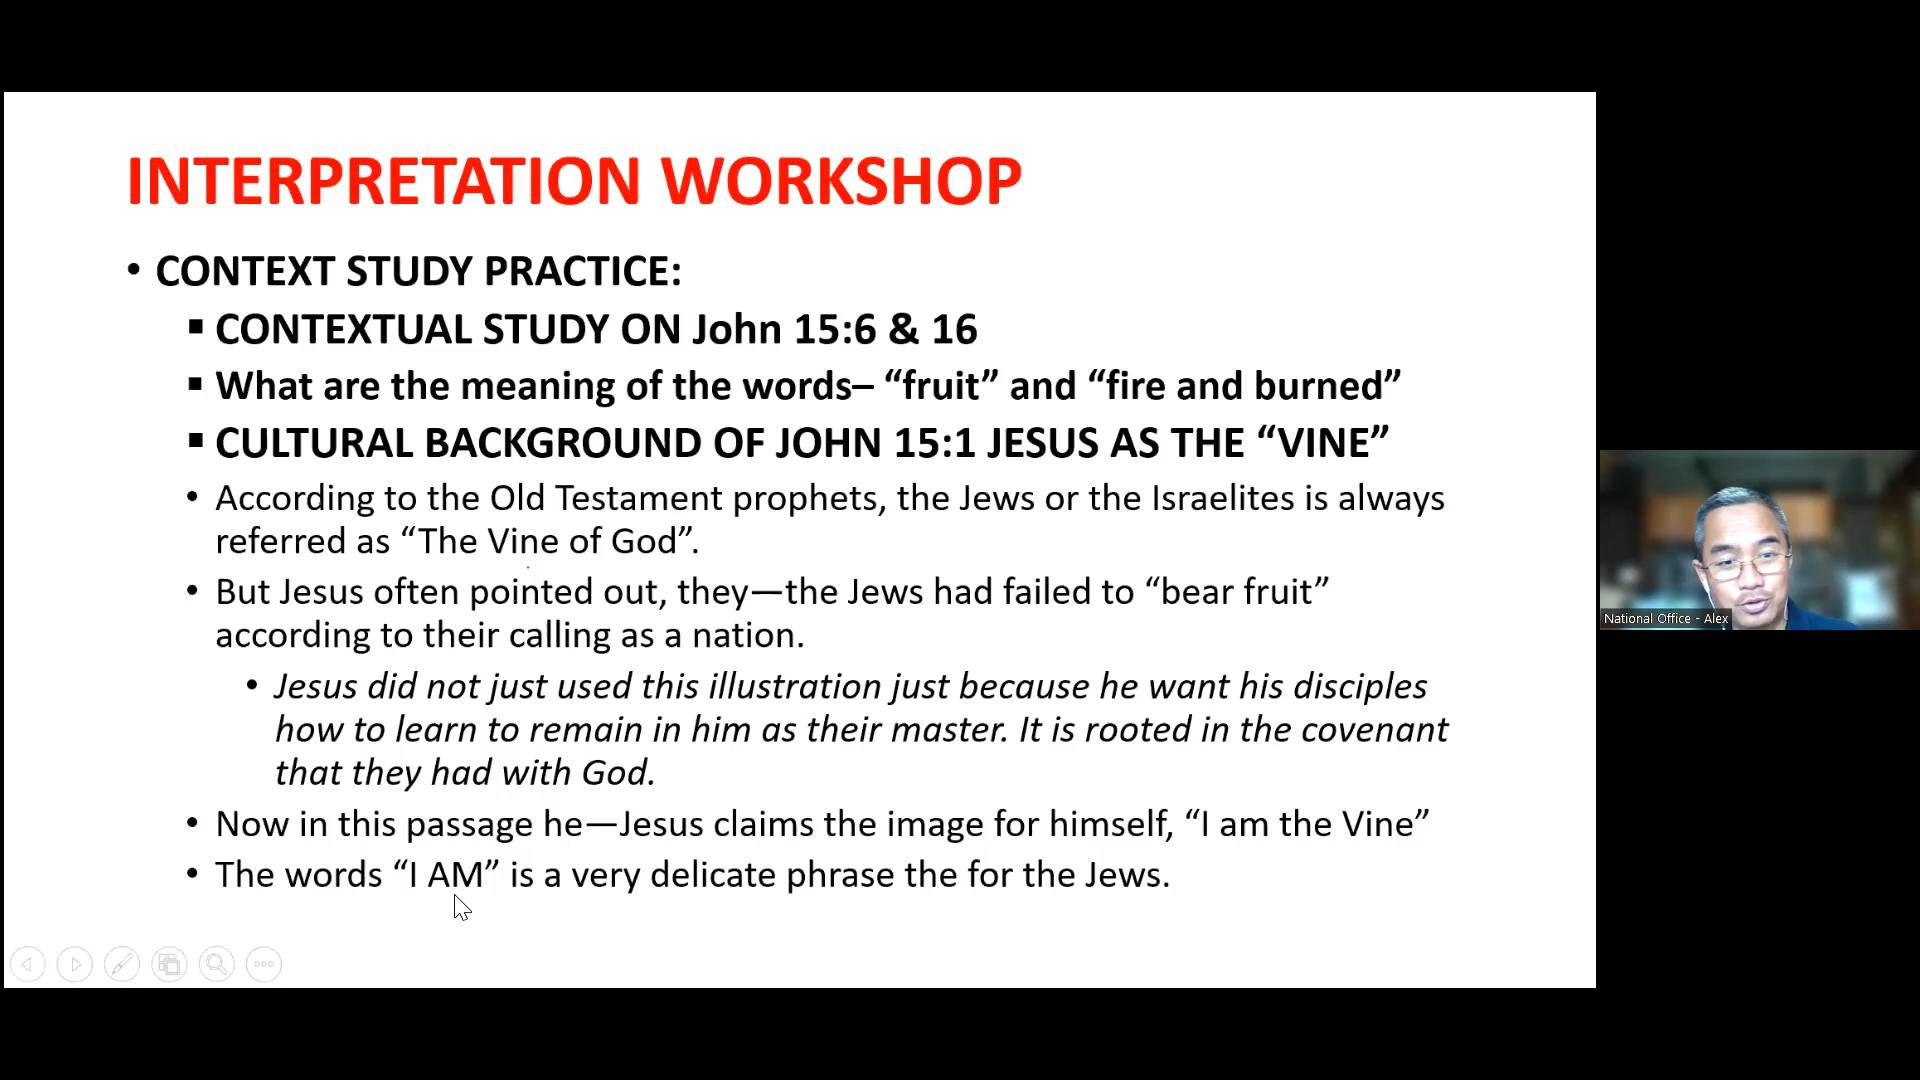 INTERPRETATION WORKSHOP
• CONTEXT STUDY PRACTICE:
▪ CONTEXTUAL STUDY ON John 15:6 & 16
▪ What are the meaning of the words– “fruit” and “fire and burned”
▪ CULTURAL BACKGROUND OF JOHN 15:1 JESUS AS THE “VINE”
• According to the Old Testament prophets, the Jews or the Israelites is always
referred as “The Vine of God”.
• But Jesus often pointed out, they—the Jews had failed to “bear fruit”
according to their calling as a nation.
• Jesus did not just used this illustration just because he want his disciples
how to learn to remain in him as their master. It is rooted in the covenant
that they had with God.
• Now in this passage he—Jesus claims the image for himself, “I am the Vine”
• The words “I AM” is a very delicate phrase the for the Jews.
National Office - Alex